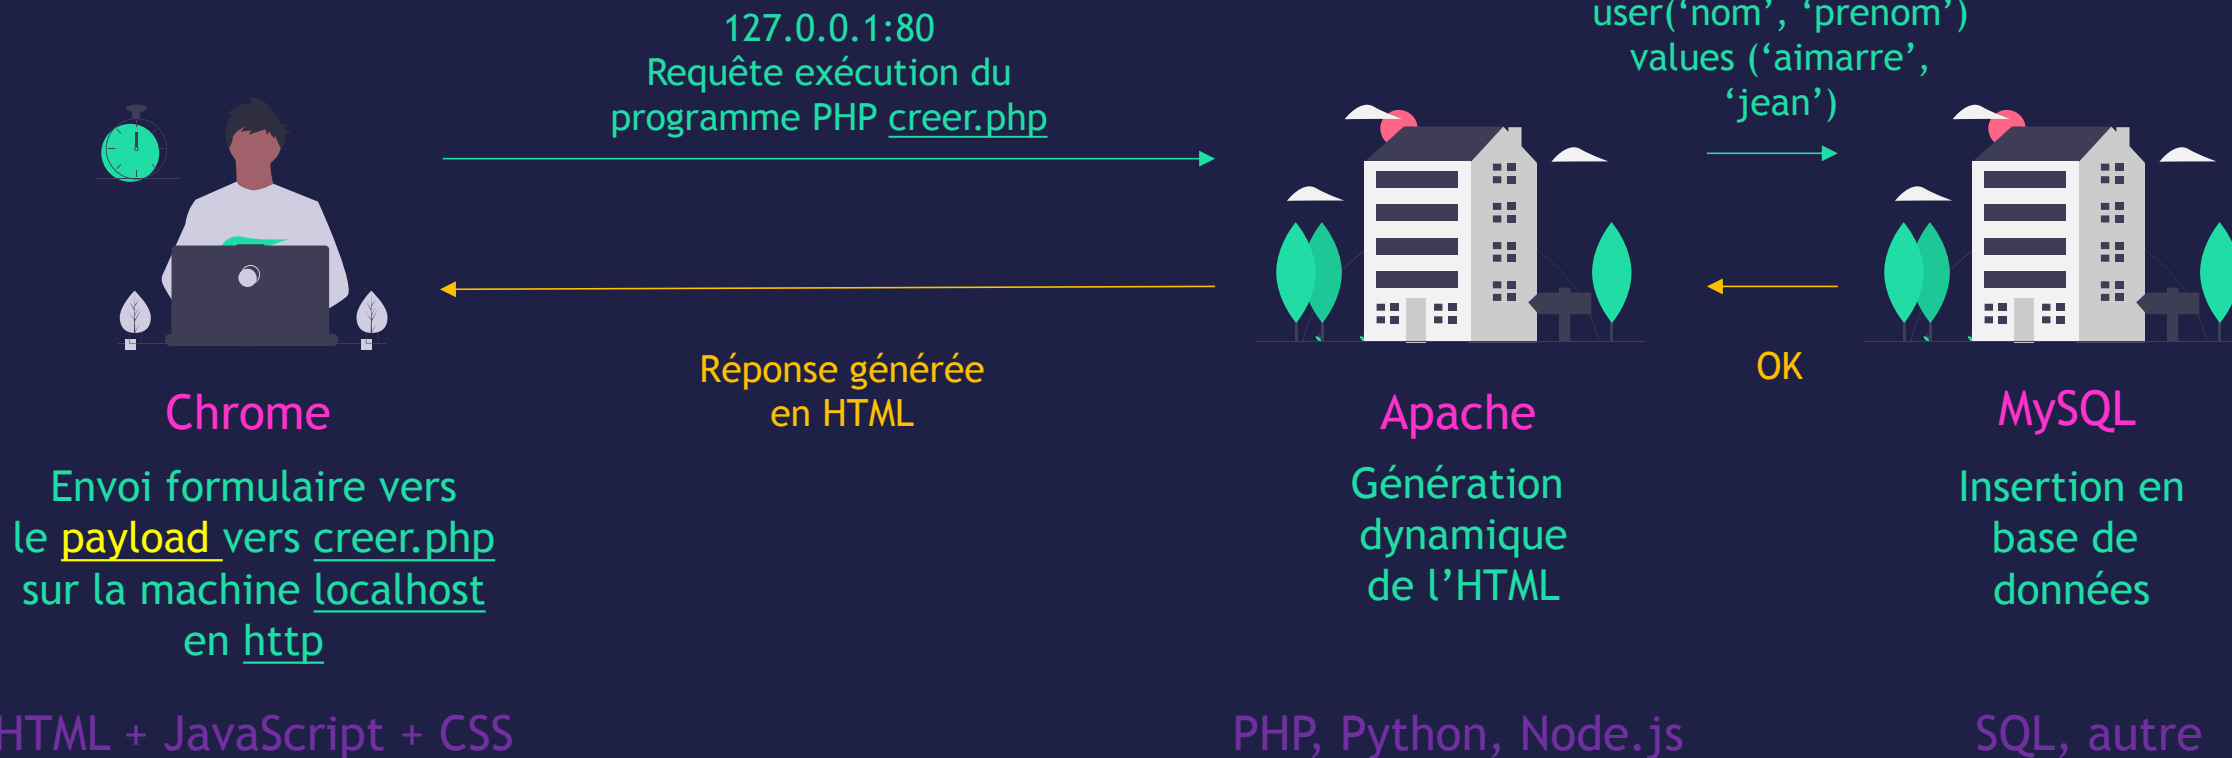 127.0.0.1:80
Requête exécution du
programme PHP creer.php
user(‘nom’, ‘prenom’)
values (‘aimarre’,
‘jean’)
Réponse générée
en HTML
OK
Chrome
Envoi formulaire vers
le payload vers creer.php
sur la machine localhost
en http
HTML + JavaScript + CSS
Apache
Génération
dynamique
de l’HTML
PHP, Python, Node.js
MySQL
Insertion en
base de
données
SQL, autre